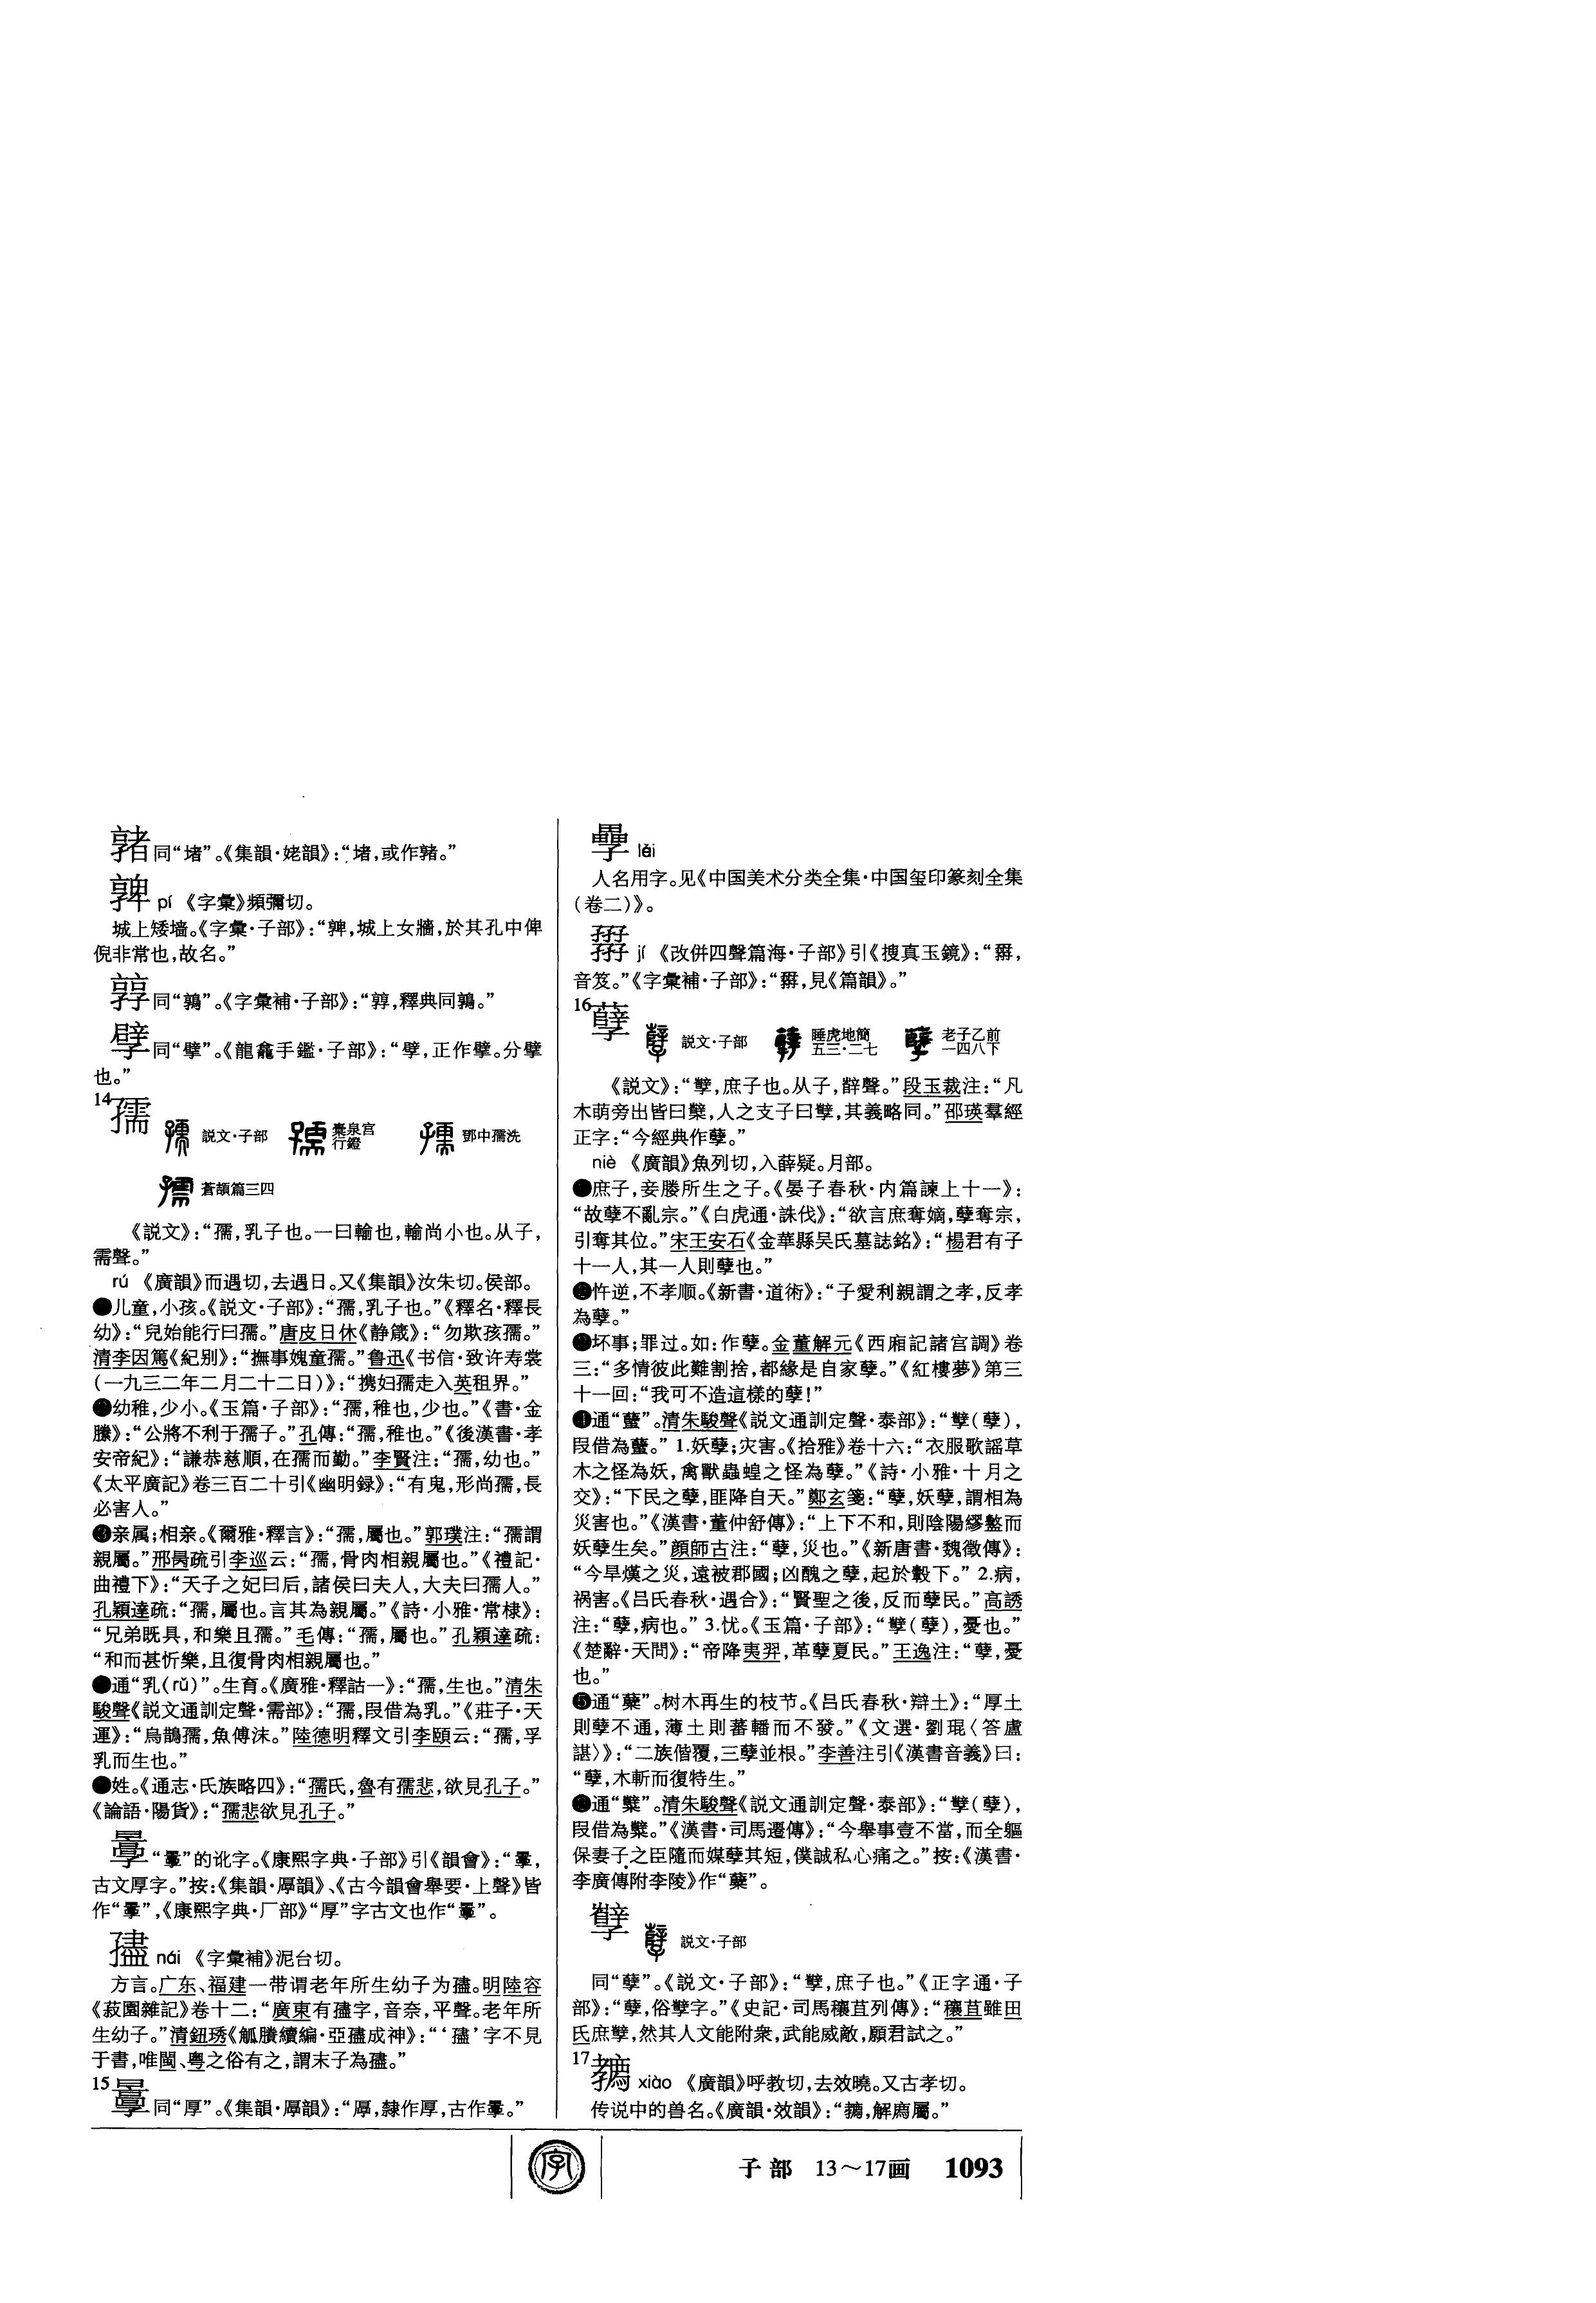 同“堵”。《集韻·姥韻》：“堵，或作𡦈。”
pí 《字彙》頻彌切。
城上矮墙。《字彙·子部》：“，城上女牆，於其孔中俾
倪非常也，故名。”
同“鶉”。《字彙補·子部》：“，釋典同鶉。”
同“擘”。《龍龕手鑑·子部》：“，正作擘。分擘
也。”
14 孺 説文·子部 橐泉宫行鐙 鄧中孺洗
蒼頡篇三四
《説文》：“孺，乳子也。一曰輸也，輸尚小也。从子，
需聲。”
rú 《廣韻》而遇切，去遇日。又《集韻》汝朱切。侯部。
❶儿童，小孩。《説文·子部》：“孺，乳子也。”《釋名·釋長
幼》：“兒始能行曰孺。”唐皮日休《静箴》：“勿欺孩孺。”
清李因篤《紀别》：“撫事媿童孺。”鲁迅《书信·致许寿裳
（一九三二年二月二十二日）》：“携妇孺走入英租界。”
❷幼稚，少小。《玉篇·子部》：“孺，稚也，少也。”《書·金
縢》：“公將不利于孺子。”孔傳：“孺，稚也。”《後漢書·孝
安帝紀》：“謙恭慈順，在孺而勤。”李賢注：“孺，幼也。”
《太平廣記》卷三百二十引《幽明録》：“有鬼，形尚孺，長
必害人。”
❸亲属；相亲。《爾雅·釋言》：“孺，屬也。”郭璞注：“孺謂
親屬。”邢昺疏引李巡云：“孺，骨肉相親屬也。”《禮記·
曲禮下》：“天子之妃曰后，諸侯曰夫人，大夫曰孺人。”
孔穎達疏：“孺，屬也。言其為親屬。”《詩·小雅·常棣》：
“兄弟既具，和樂且孺。”毛傳：“孺，屬也。”孔穎達疏：
“和而甚忻樂，且復骨肉相親屬也。”
❹通“乳（rǔ）”。生育。《廣雅·釋詁一》：“孺，生也。”清朱
駿聲《説文通訓定聲·需部》：“孺，叚借為乳。”《莊子·天
運》：“烏鵲孺，魚傅沫。”陸德明釋文引李頤云：“孺，孚
乳而生也。”
❺姓。《通志·氏族略四》：“孺氏，魯有孺悲，欲見孔子。”
《論語·陽貨》：“孺悲欲見孔子。”
“”的讹字。《康熙字典·子部》引《韻會》：“，
古文厚字。”按：《集韻·厚韻》、《古今韻會舉要·上聲》皆
作“”，《康熙字典·厂部》“厚”字古文也作“”。
孻 nái 《字彙補》泥台切。
方言。广东、福建一带谓老年所生幼子为孻。明陸容
《菽園雜記》卷十二：“廣東有孻字，音奈，平聲。老年所
生幼子。”清鈕琇《觚賸續編·亞孻成神》：“‘孻’字不見
于書，唯閩、粤之俗有之，謂末子為孻。”
15 同“厚”。《集韻·厚韻》：“厚，隸作厚，古作。”
lěi
人名用字。见《中国美术分类全集·中国玺印篆刻全集
（卷二）》。
jí 《改併四聲篇海·子部》引《搜真玉鏡》：“，
音笈。”《字彙補·子部》：“，見《篇韻》。”
16 孽 説文·子部 睡虎地簡五三·二七 老子乙前一四八下
《説文》：“孼，庶子也。从子，辥聲。”段玉裁注：“凡
木萌旁出皆曰櫱，人之支子曰孼，其義略同。”邵瑛羣經
正字：“今經典作孽。”
niè 《廣韻》魚列切，入薛疑。月部。
❶庶子，妾媵所生之子。《晏子春秋·内篇諫上十一》：
“故孽不亂宗。”《白虎通·誅伐》：“欲言庶奪嫡，孽奪宗，
引奪其位。”宋王安石《金華縣吴氏墓誌銘》：“楊君有子
十一人，其一人則孽也。”
❷忤逆，不孝顺。《新書·道術》：“子愛利親謂之孝，反孝
為孽。”
❸坏事；罪过。如：作孽。金董解元《西廂記諸宫調》卷
三：“多情彼此難割捨，都緣是自家孽。”《紅樓夢》第三
十一回：“我可不造這樣的孽！”
❹通“蠥”。清朱駿聲《説文通訓定聲·泰部》：“孼（孽），
叚借為蠥。” 1.妖孽；灾害。《拾雅》卷十六：“衣服歌謡草
木之怪為妖，禽獸蟲蝗之怪為孽。”《詩·小雅·十月之
交》：“下民之孽，匪降自天。”鄭玄箋：“孽，妖孽，謂相為
災害也。”《漢書·董仲舒傳》：“上下不和，則陰陽繆盭而
妖孽生矣。”顔師古注：“孽，災也。”《新唐書·魏徵傳》：
“今旱熯之災，遠被郡國；凶醜之孽，起於轂下。” 2.病，
祸害。《吕氏春秋·遇合》：“賢聖之後，反而孽民。”高誘
注：“孽，病也。” 3.忧。《玉篇·子部》：“孼（孽），憂也。”
《楚辭·天問》：“帝降夷羿，革孽夏民。”王逸注：“孽，憂
也。”
❺通“蘖”。树木再生的枝节。《吕氏春秋·辯土》：“厚土
則孽不通，薄土則蕃轓而不發。”《文選·劉琨〈答盧
諶〉》：“二族偕覆，三孽並根。”李善注引《漢書音義》曰：
“孽，木斬而復特生。”
❻通“糱”。清朱駿聲《説文通訓定聲·泰部》：“孼（孽），
叚借為糱。”《漢書·司馬遷傳》：“今舉事壹不當，而全軀
保妻子之臣隨而媒孽其短，僕誠私心痛之。”按：《漢書·
李廣傳附李陵》作“蘖”。
孼 説文·子部
同“孽”。《説文·子部》：“孼，庶子也。”《正字通·子
部》：“孽，俗孼字。”《史記·司馬穰苴列傳》：“穰苴雖田
氏庶孼，然其人文能附衆，武能威敵，願君試之。”
17 xiào 《廣韻》呼教切，去效曉。又古孝切。
传说中的兽名。《廣韻·效韻》：“，解廌屬。”
字
子部 13～17画 1093